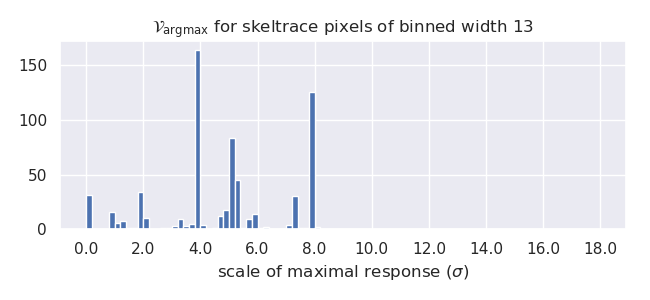 𝒱argmax for skeltrace pixels of binned width 13
150
100
50
0
0.0 2.0 4.0 6.0 8.0 10.0 12.0 14.0 16.0 18.0
scale of maximal response (σ)